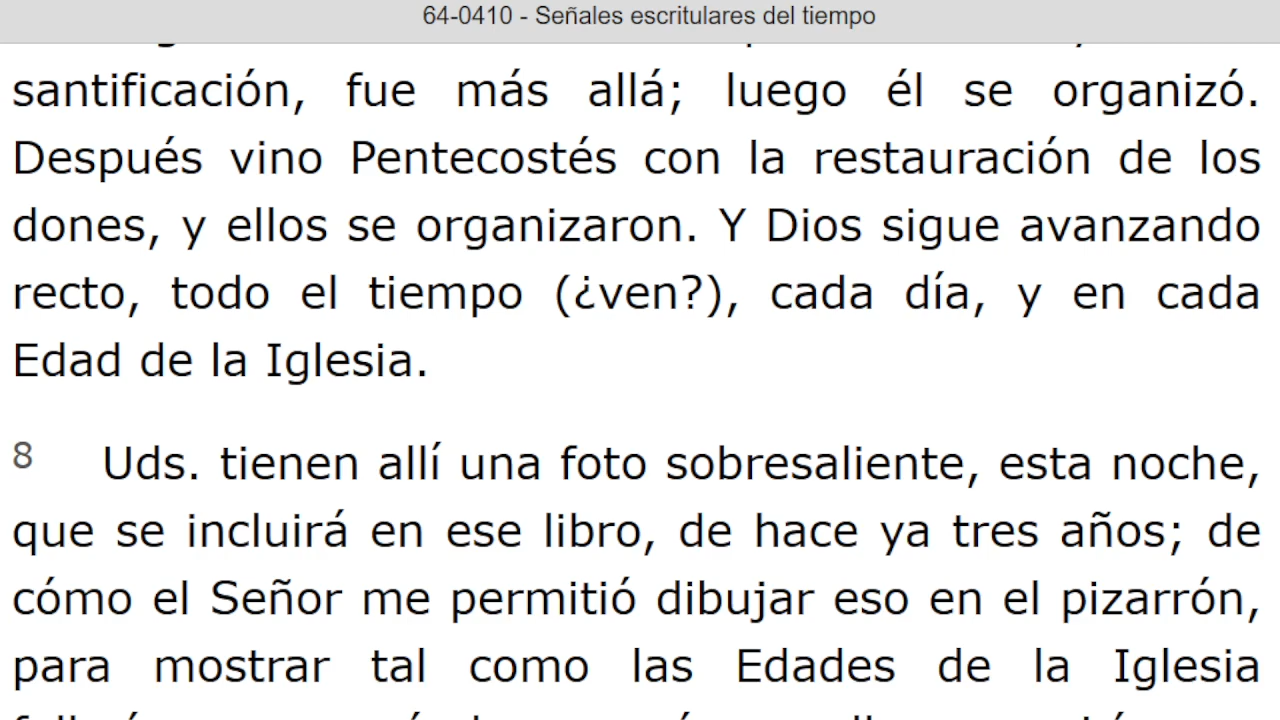 64-0410 - Señales escritulares del tiempo
santificación, fue más allá; luego él se organizó.
Después vino Pentecostés con la restauración de los
dones, y ellos se organizaron. Y Dios sigue avanzando
recto, todo el tiempo (¿ven?), cada día, y en cada
Edad de la Iglesia.
8 Uds. tienen allí una foto sobresaliente, esta noche,
que se incluirá en ese libro, de hace ya tres años; de
cómo el Señor me permitió dibujar eso en el pizarrón,
para mostrar tal como las Edades de la Iglesia